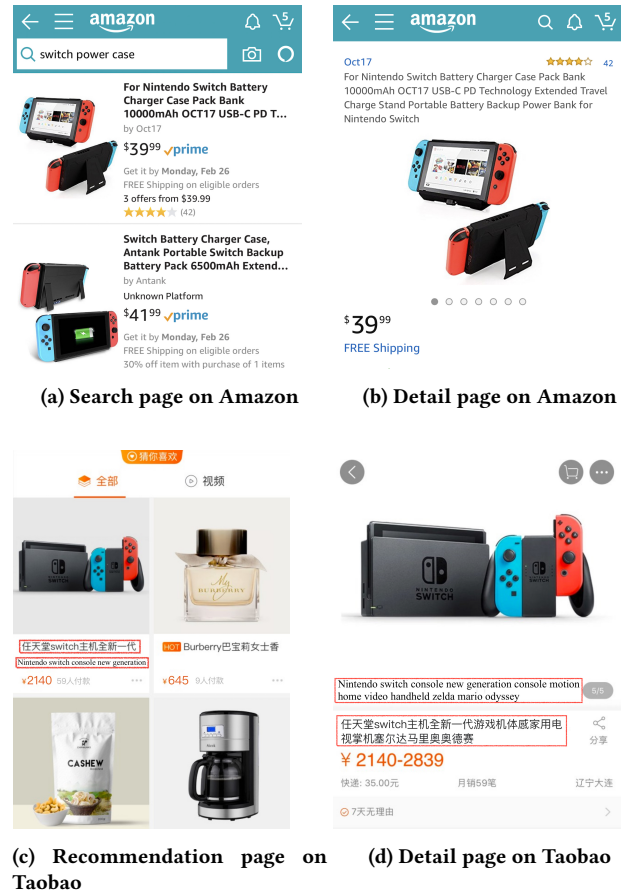 amazon
5
switch power case
For Nintendo Switch Battery
Charger Case Pack Bank
10000mAh OCT17 USB-C PD T...
by Oct17
$39⁹⁹ prime
Get it by Monday, Feb 26
FREE Shipping on eligible orders
3 offers from $39.99
(42)
Switch Battery Charger Case,
Antank Portable Switch Backup
Battery Pack 6500mAh Extend...
by Antank
Unknown Platform
$41⁹⁹ prime
Get it by Monday, Feb 26
FREE Shipping on eligible orders
30% off item with purchase of 1 items
(a) Search page on Amazon
amazon
5
Oct17
42
For Nintendo Switch Battery Charger Case Pack Bank
10000mAh OCT17 USB-C PD Technology Extended Travel
Charge Stand Portable Battery Backup Power Bank for
Nintendo Switch
$39⁹⁹
FREE Shipping
(b) Detail page on Amazon
猜你喜欢
全部
视频
NINTENDO
SWITCH
任天堂switch主机全新一代
Nintendo switch console new generation
¥2140 59人付款
My
BURBERRY
HOT Burberry巴宝莉女士香
¥645 9人付款
CASHEW
(c) Recommendation page on
Taobao
NINTENDO
SWITCH
Nintendo switch console new generation console motion
home video handheld zelda mario odyssey
5/5
任天堂switch主机全新一代游戏机体感家用电
视掌机塞尔达马里奥奥德赛
分享
¥ 2140-2839
快递: 35.00元
月销59笔
辽宁大连
7天无理由
(d) Detail page on Taobao